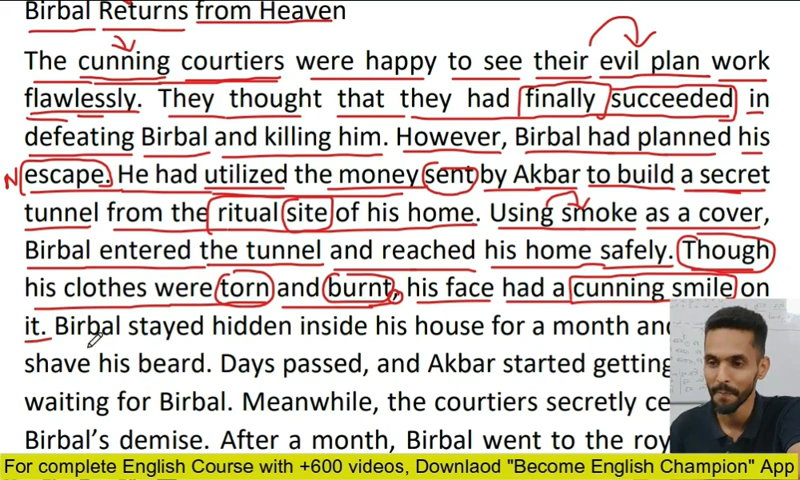 Birbal Returns from Heaven
The cunning courtiers were happy to see their evil plan work
flawlessly. They thought that they had finally succeeded in
defeating Birbal and killing him. However, Birbal had planned his
N escape. He had utilized the money sent by Akbar to build a secret
tunnel from the ritual site of his home. Using smoke as a cover,
Birbal entered the tunnel and reached his home safely. Though
his clothes were torn and burnt, his face had a cunning smile on
it. Birbal stayed hidden inside his house for a month and
shave his beard. Days passed, and Akbar started getting
waiting for Birbal. Meanwhile, the courtiers secretly ce
Birbal's demise. After a month, Birbal went to the roy
For complete English Course with +600 videos, Downlaod "Become English Champion" App